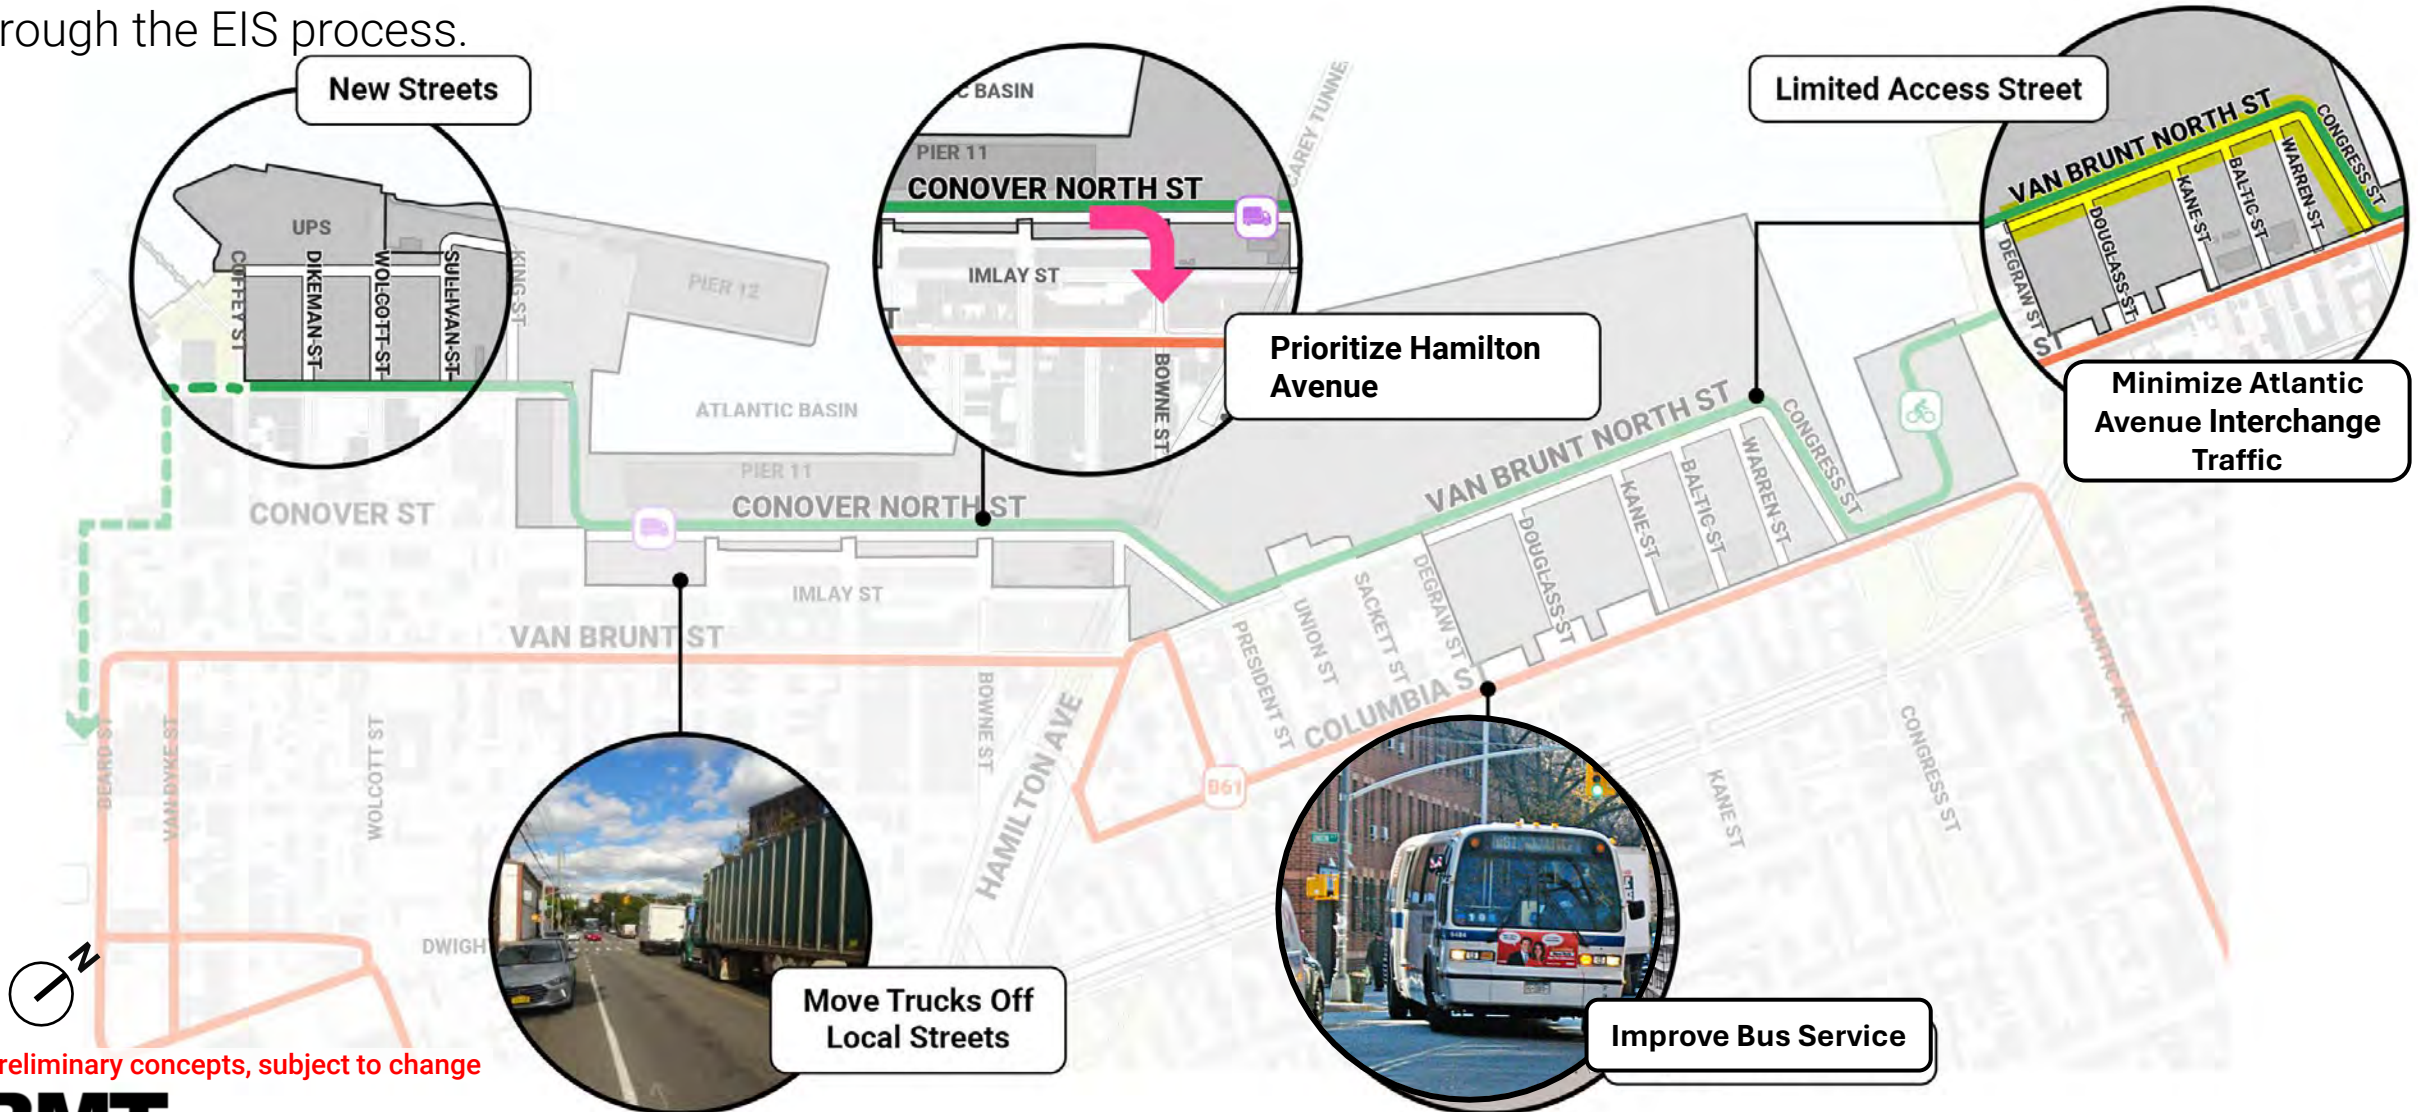 rough the EIS process.
New Streets
UPS
COFFEY ST
DIKEMAN ST
WOLCOTT ST
SULLIVAN ST
KING ST
PIER 12
ATLANTIC BASIN
PIER 11
CONOVER ST
CONOVER NORTH ST
IMLAY ST
VAN BRUNT ST
C BASIN
PIER 11
CONOVER NORTH ST
IMLAY ST
T
BOWNE ST
CAREY TUNNE
Prioritize Hamilton
Avenue
Limited Access Street
VAN BRUNT NORTH ST
CONGRESS ST
WARREN ST
BALTIC ST
KANE ST
DOUGLASS ST
DEGRAW ST
ST
Minimize Atlantic
Avenue Interchange
Traffic
VAN BRUNT NORTH ST
CONGRESS ST
WARREN ST
BALTIC ST
KANE ST
DOUGLASS ST
DEGRAW ST
SACKETT ST
UNION ST
PRESIDENT ST
COLUMBIA S
B61
HAMILTON AVE
BOWNE ST
BEARD ST
VAN DYKE ST
WOLCOTT ST
DWIGH
KANE ST
CONGRESS ST
ATLANTIC AVE
Move Trucks Off
Local Streets
Improve Bus Service
N
reliminary concepts, subject to change
BMT